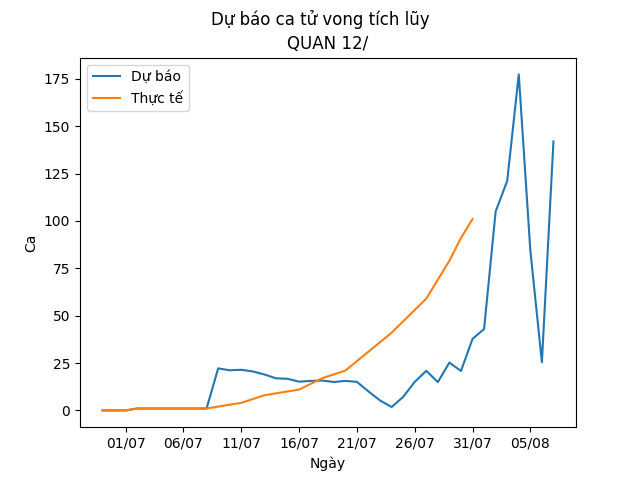 Dự báo ca tử vong tích lũy
QUAN 12/
Dự báo
Thực tế
175
150
125
100
75
50
25
0
Ca
01/07 06/07 11/07 16/07 21/07 26/07 31/07 05/08
Ngày